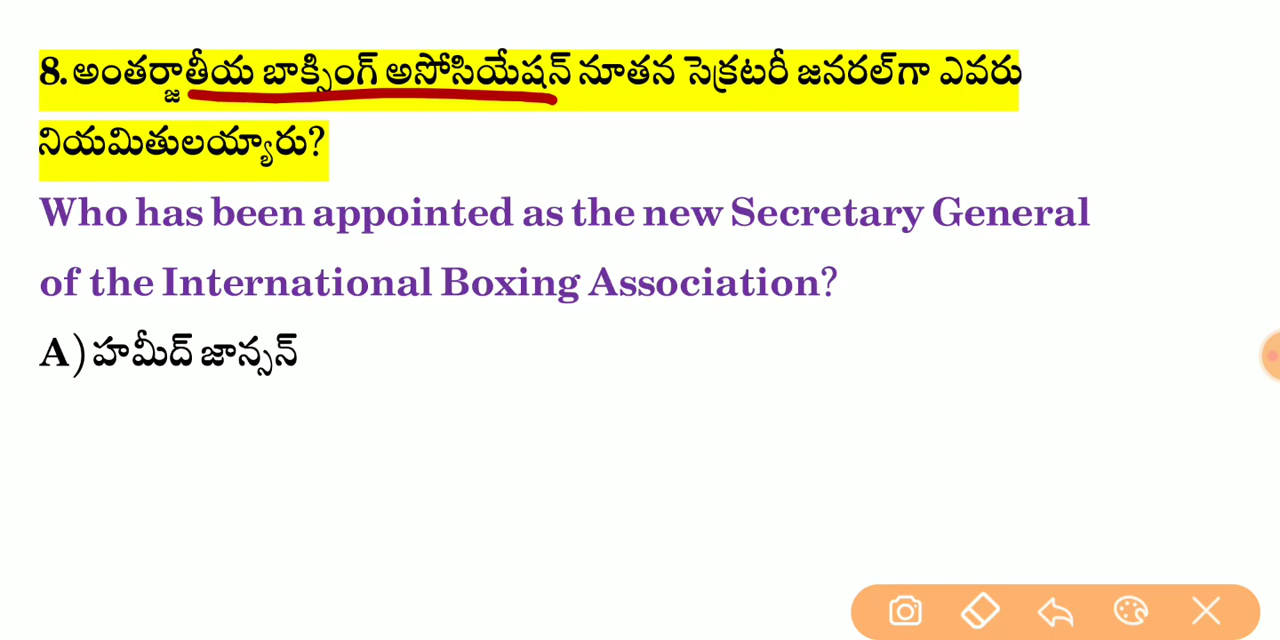 8. అంతర్జాతీయ బాక్సింగ్ అసోసియేషన్ నూతన సెక్రటరీ జనరల్‌గా ఎవరు
నియమితులయ్యారు?
Who has been appointed as the new Secretary General
of the International Boxing Association?
A) హమీద్ జాన్సన్